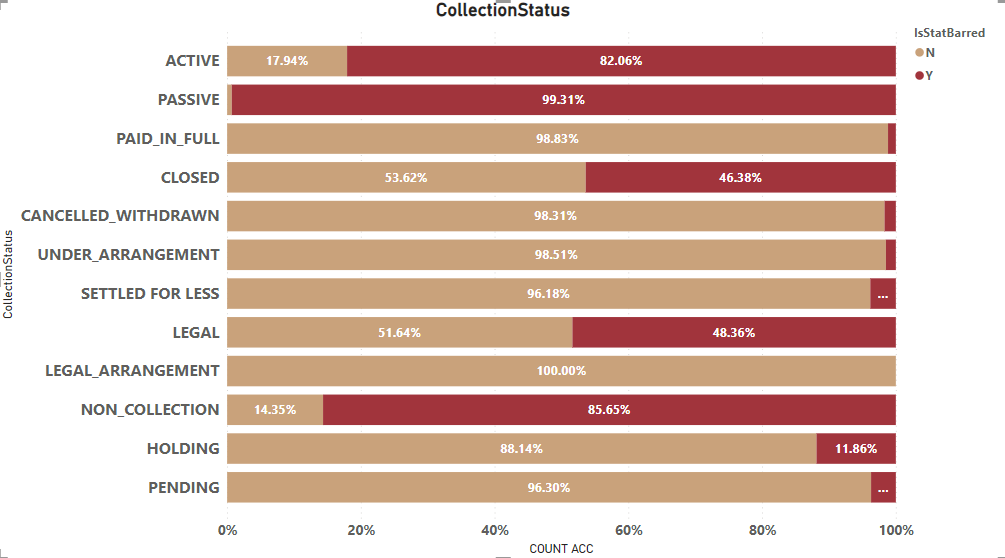 CollectionStatus
IsStatBarred
N
Y
CollectionStatus
ACTIVE 17.94% 82.06%
PASSIVE 99.31%
PAID_IN_FULL 98.83%
CLOSED 53.62% 46.38%
CANCELLED_WITHDRAWN 98.31%
UNDER_ARRANGEMENT 98.51%
SETTLED FOR LESS 96.18% ...
LEGAL 51.64% 48.36%
LEGAL_ARRANGEMENT 100.00%
NON_COLLECTION 14.35% 85.65%
HOLDING 88.14% 11.86%
PENDING 96.30% ...
0% 20% 40% 60% 80% 100%
COUNT ACC